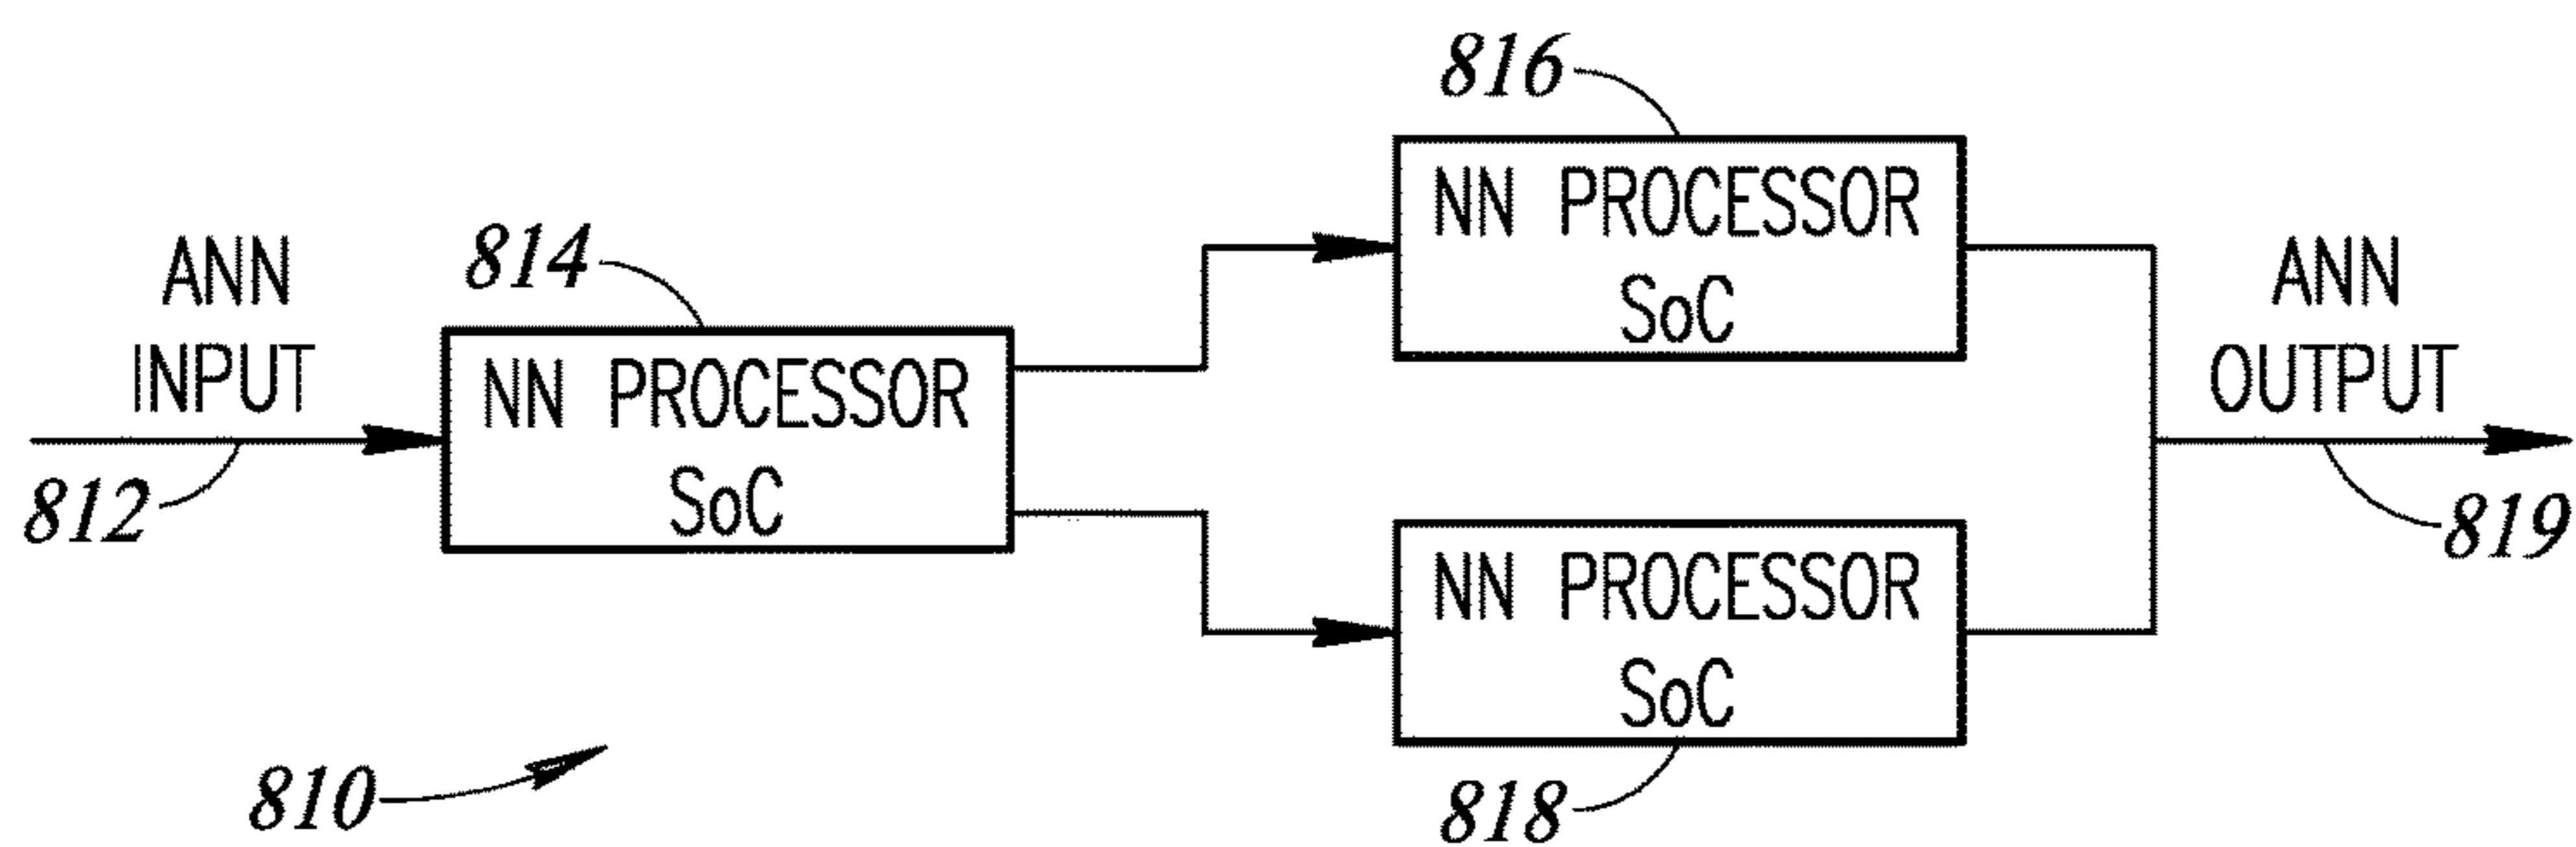 816
NN PROCESSOR
SoC
ANN
INPUT
814
ANN
OUTPUT
NN PROCESSOR
SoC
812
819
NN PROCESSOR
SoC
810
818